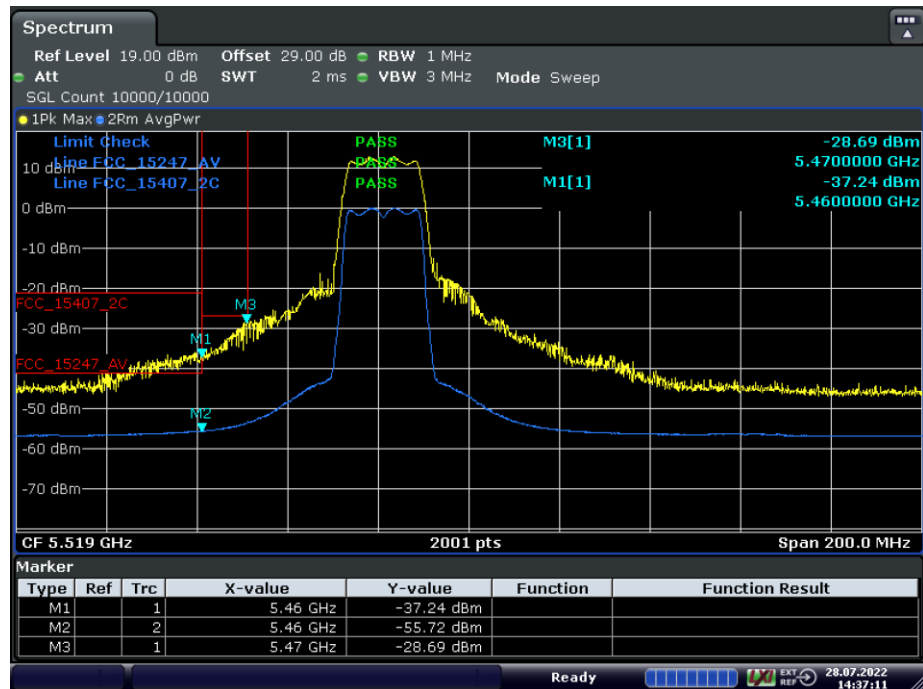 Spectrum
Ref Level 19.00 dBm Offset 29.00 dB RBW 1 MHz
Att 0 dB SWT 2 ms VBW 3 MHz Mode Sweep
SGL Count 10000/10000
1Pk Max 2Rm AvgPwr
Limit Check PASS M3[1] -28.69 dBm
10 dBm Line FCC_15247_AV PASS 5.4700000 GHz
Line FCC_15407_2C PASS M1[1] -37.24 dBm
0 dBm 5.4600000 GHz
-10 dBm
-20 dBm
FCC_15407_2C M3
-30 dBm
M1
FCC_15247_AV
-50 dBm M2
-60 dBm
-70 dBm
CF 5.519 GHz 2001 pts Span 200.0 MHz
Marker
Type Ref Trc X-value Y-value Function Function Result
M1 1 5.46 GHz -37.24 dBm
M2 2 5.46 GHz -55.72 dBm
M3 1 5.47 GHz -28.69 dBm
Ready LXI EXT REF 28.07.2022
14:37:11